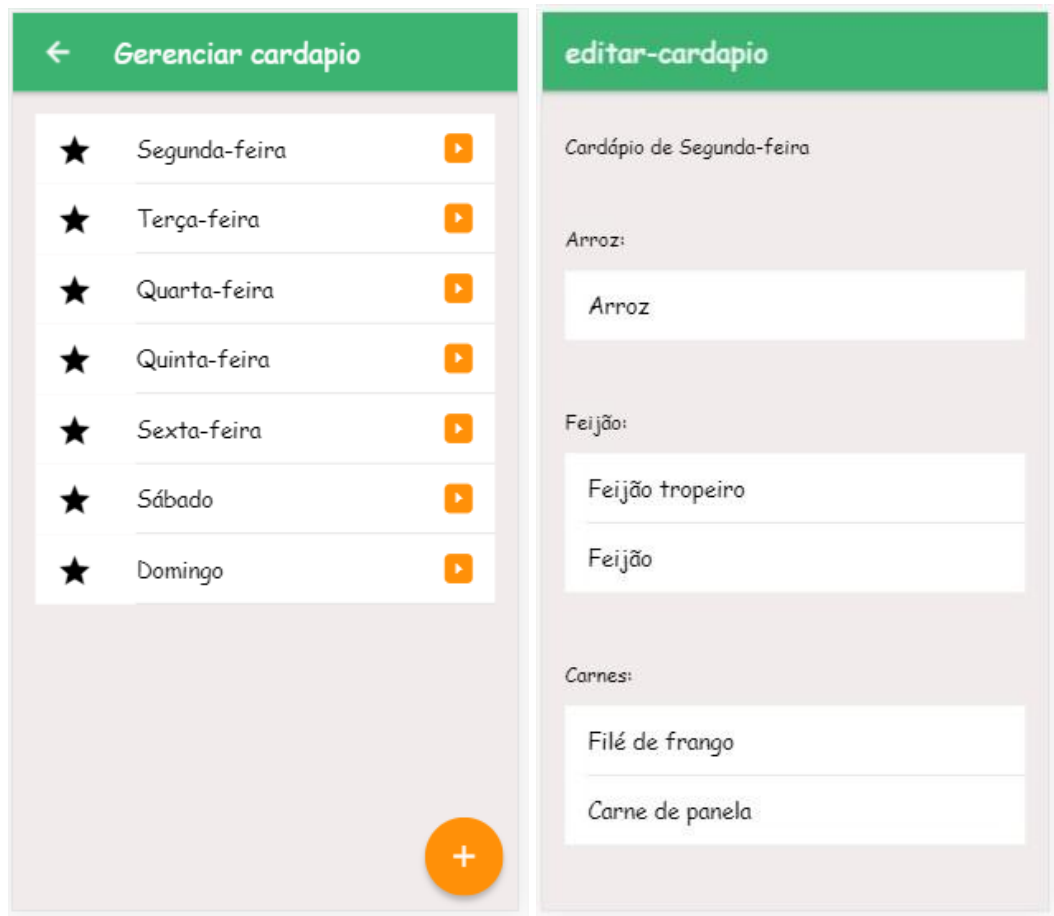 Gerenciar cardapio
Segunda-feira
Terça-feira
Quarta-feira
Quinta-feira
Sexta-feira
Sábado
Domingo
editar-cardapio
Cardápio de Segunda-feira
Arroz:
Arroz
Feijão:
Feijão tropeiro
Feijão
Carnes:
Filé de frango
Carne de panela